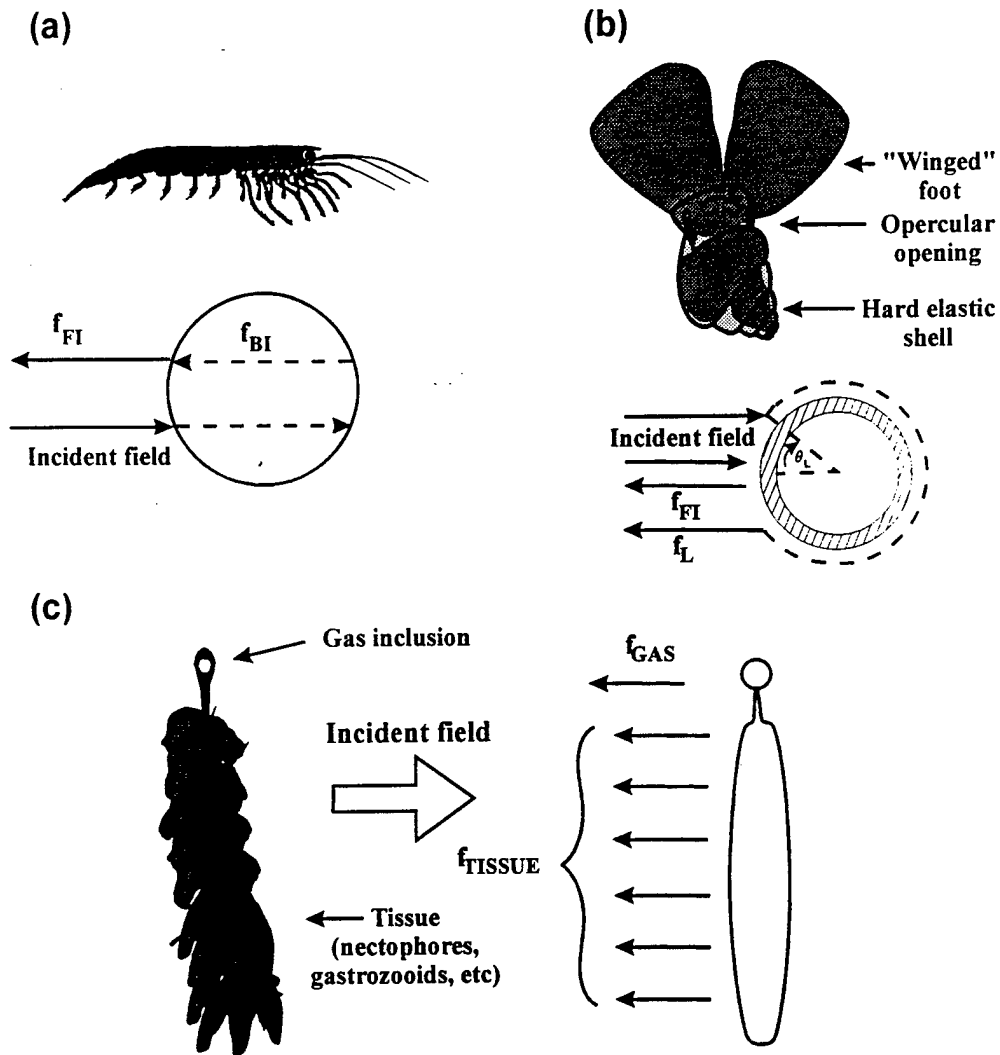 (a)
f_FI
f_BI
Incident field
(b)
"Winged"
foot
Opercular
opening
Hard elastic
shell
Incident field
θ_L
f_FI
f_L
(c)
Gas inclusion
Incident field
Tissue
(nectophores,
gastrozooids, etc)
f_GAS
f_TISSUE